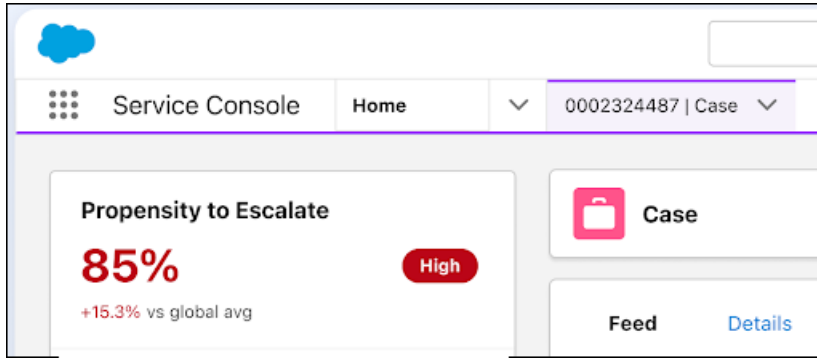 Service Console Home 0002324487 | Case
Propensity to Escalate
85% High
+15.3% vs global avg
Case
Feed Details